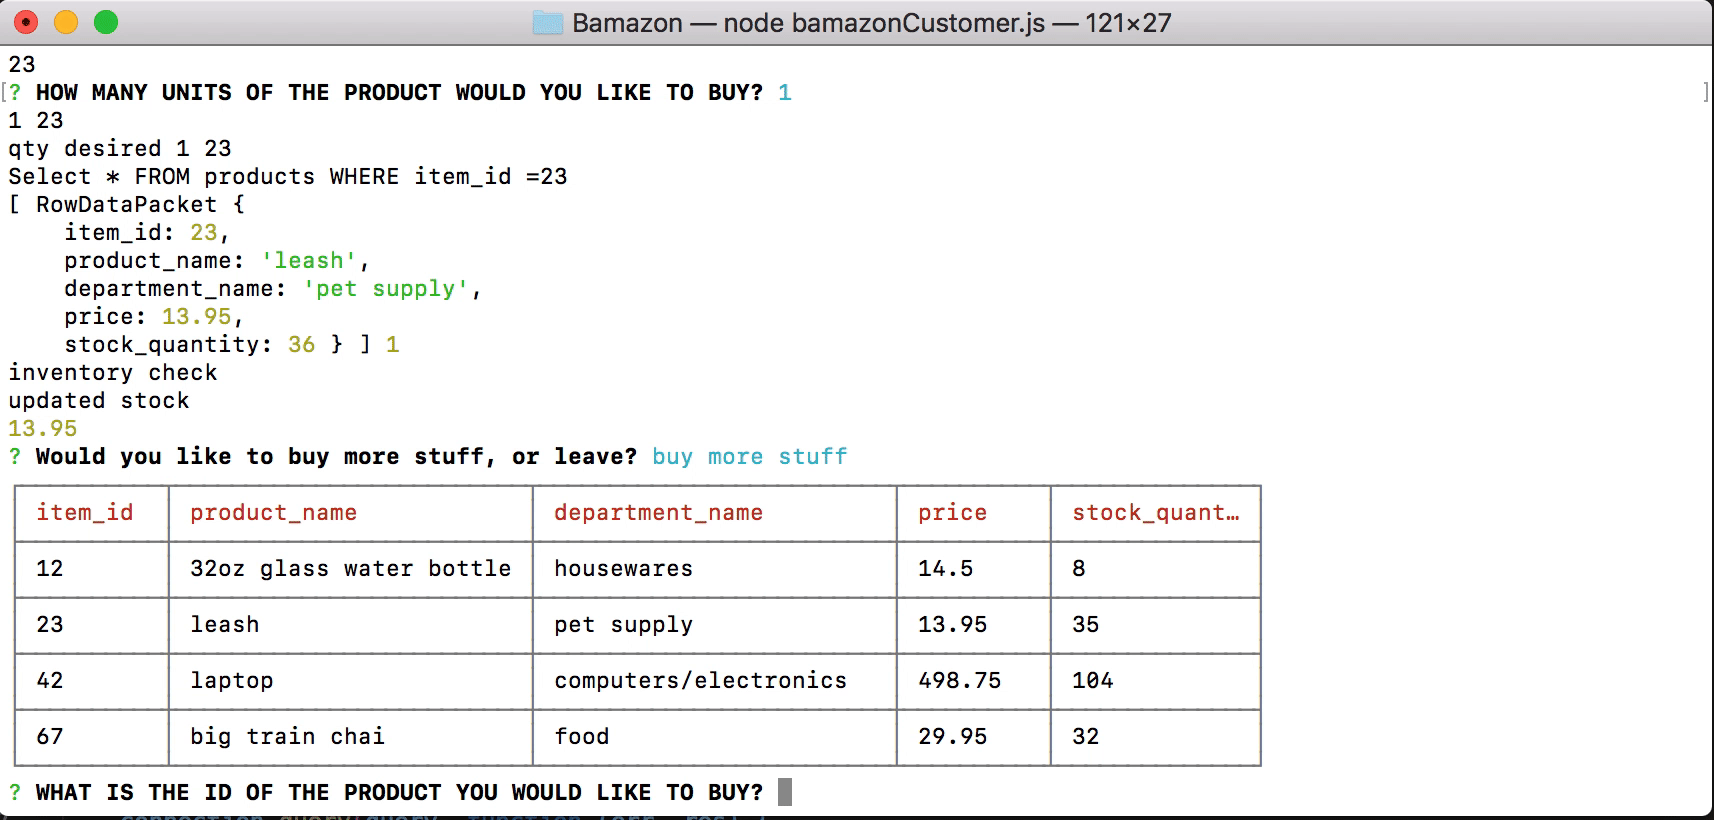 Bamazon — node bamazonCustomer.js — 121×27
23
[? HOW MANY UNITS OF THE PRODUCT WOULD YOU LIKE TO BUY? 1 ]
1 23
qty desired 1 23
Select * FROM products WHERE item_id =23
[ RowDataPacket {
    item_id: 23,
    product_name: 'leash',
    department_name: 'pet supply',
    price: 13.95,
    stock_quantity: 36 } ] 1
inventory check
updated stock
13.95
? Would you like to buy more stuff, or leave? buy more stuff
item_id product_name department_name price stock_quant…
12 32oz glass water bottle housewares 14.5 8
23 leash pet supply 13.95 35
42 laptop computers/electronics 498.75 104
67 big train chai food 29.95 32
? WHAT IS THE ID OF THE PRODUCT YOU WOULD LIKE TO BUY?